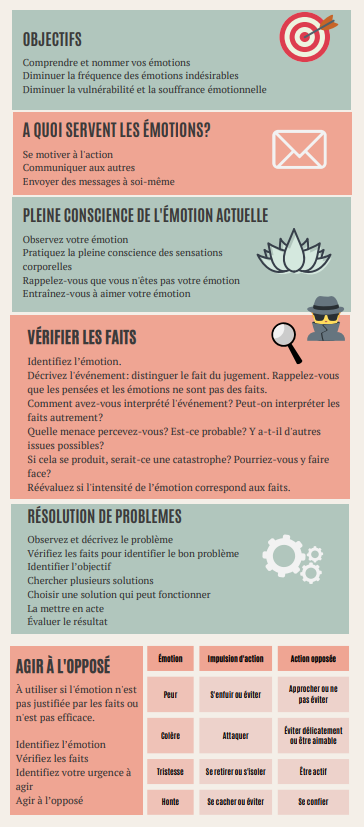 OBJECTIFS
Comprendre et nommer vos émotions
Diminuer la fréquence des émotions indésirables
Diminuer la vulnérabilité et la souffrance émotionnelle
A QUOI SERVENT LES ÉMOTIONS?
Se motiver à l'action
Communiquer aux autres
Envoyer des messages à soi-même
PLEINE CONSCIENCE DE L'ÉMOTION ACTUELLE
Observez votre émotion
Pratiquez la pleine conscience des sensations
corporelles
Rappelez-vous que vous n'êtes pas votre émotion
Entraînez-vous à aimer votre émotion
VÉRIFIER LES FAITS
Identifiez l'émotion.
Décrivez l'événement: distinguer le fait du jugement. Rappelez-vous
que les pensées et les émotions ne sont pas des faits.
Comment avez-vous interprété l'événement? Peut-on interpréter les
faits autrement?
Quelle menace percevez-vous? Est-ce probable? Y a-t-il d'autres
issues possibles?
Si cela se produit, serait-ce une catastrophe? Pourriez-vous y faire
face?
Réévaluez si l'intensité de l'émotion correspond aux faits.
RÉSOLUTION DE PROBLEMES
Observez et décrivez le problème
Vérifiez les faits pour identifier le bon problème
Identifier l'objectif
Chercher plusieurs solutions
Choisir une solution qui peut fonctionner
La mettre en acte
Évaluer le résultat
AGIR À L'OPPOSÉ
À utiliser si l'émotion n'est
pas justifiée par les faits ou
n'est pas efficace.
Identifiez l'émotion
Vérifiez les faits
Identifiez votre urgence à
agir
Agir à l'opposé
Émotion
Impulsion d'action
Action opposée
Peur
S'enfuir ou éviter
Approcher ou ne
pas éviter
Colère
Attaquer
Éviter délicatement
ou être aimable
Tristesse
Se retirer ou s'isoler
Être actif
Honte
Se cacher ou éviter
Se confier